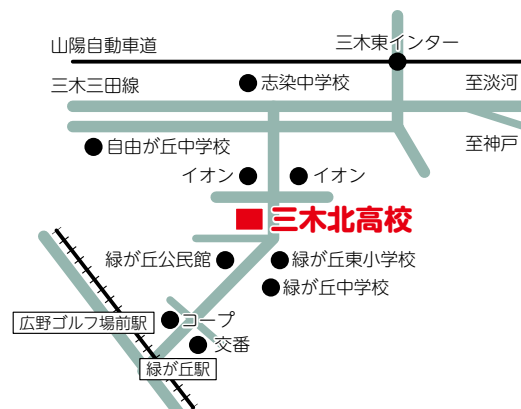 山陽自動車道
三木東インター
三木三田線
志染中学校
至淡河
自由が丘中学校
至神戸
イオン
イオン
三木北高校
緑が丘公民館
緑が丘東小学校
緑が丘中学校
広野ゴルフ場前駅
コープ
交番
緑が丘駅